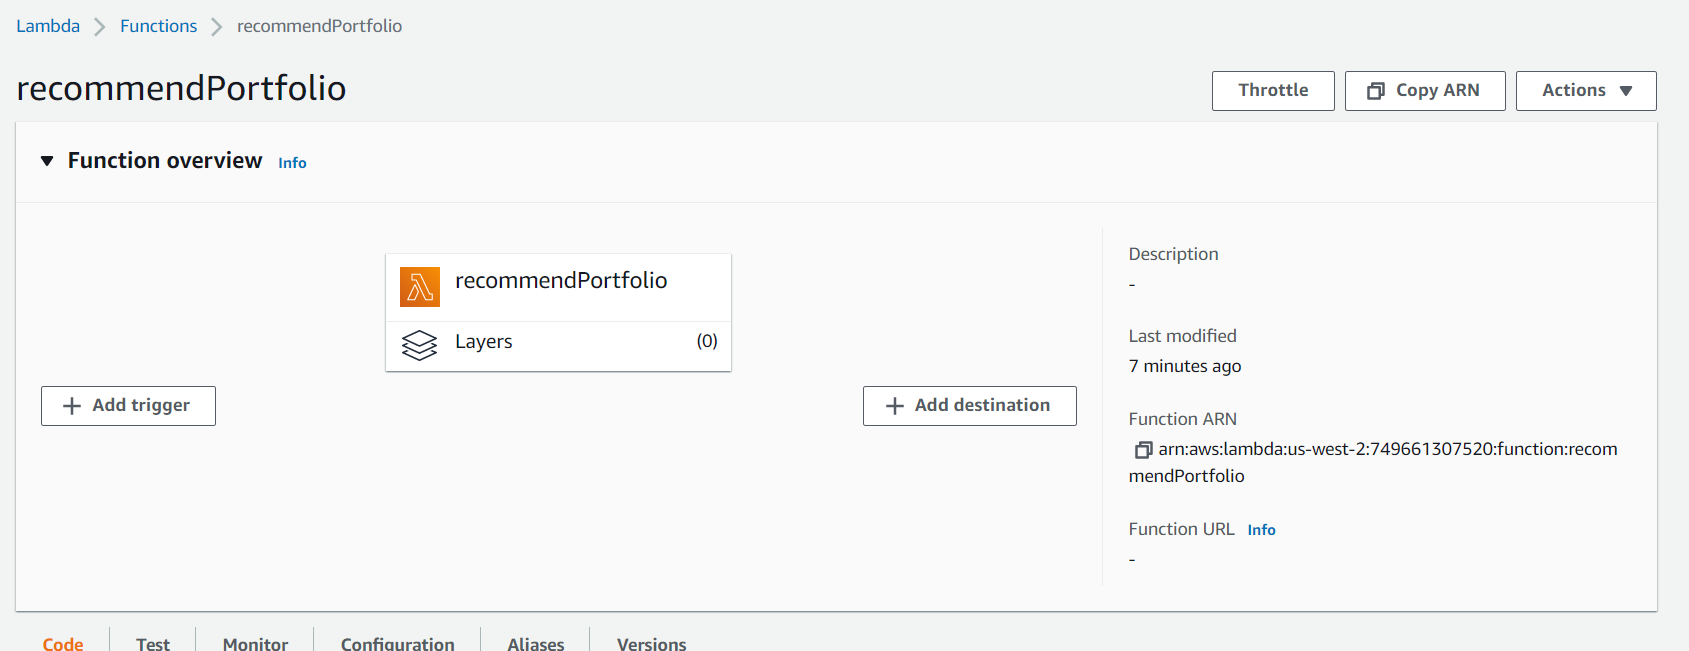 Lambda
Functions
recommendPortfolio
recommendPortfolio
Throttle
Copy ARN
Actions
Function overview Info
recommendPortfolio
Layers (0)
Add trigger
Add destination
Description
-
Last modified
7 minutes ago
Function ARN
arn:aws:lambda:us-west-2:749661307520:function:recom
mendPortfolio
Function URL Info
-
Code
Test
Monitor
Configuration
Aliases
Versions